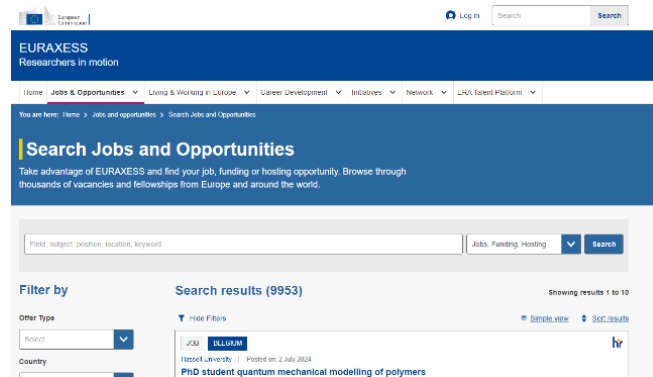 European
Commission
Log in
Search
Search
EURAXESS
Researchers in motion
Home
Jobs & Opportunities
Living & Working in Europe
Career Development
Initiatives
Network
ERA Talent Platform
You are here: Home > Jobs and opportunities > Search Jobs and Opportunities
Search Jobs and Opportunities
Take advantage of EURAXESS and find your job, funding or hosting opportunity. Browse through
thousands of vacancies and fellowships from Europe and around the world.
Field, subject, position, location, keyword
Jobs, Funding, Hosting
Search
Filter by
Search results (9953)
Showing results 1 to 10
Offer Type
Hide Filters
Simple view
Sort results
Select
JOB
BELGIUM
hr
Country
Hasselt University | Posted on: 2 July 2024
PhD student quantum mechanical modelling of polymers